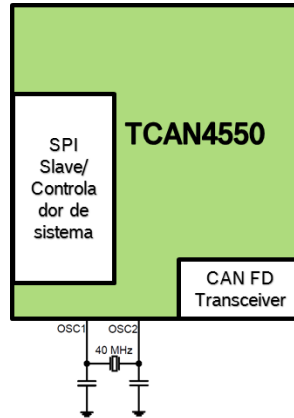 SPI
Slave/
Controla
dor de
sistema
TCAN4550
CAN FD
Transceiver
OSC1
OSC2
40 MHz